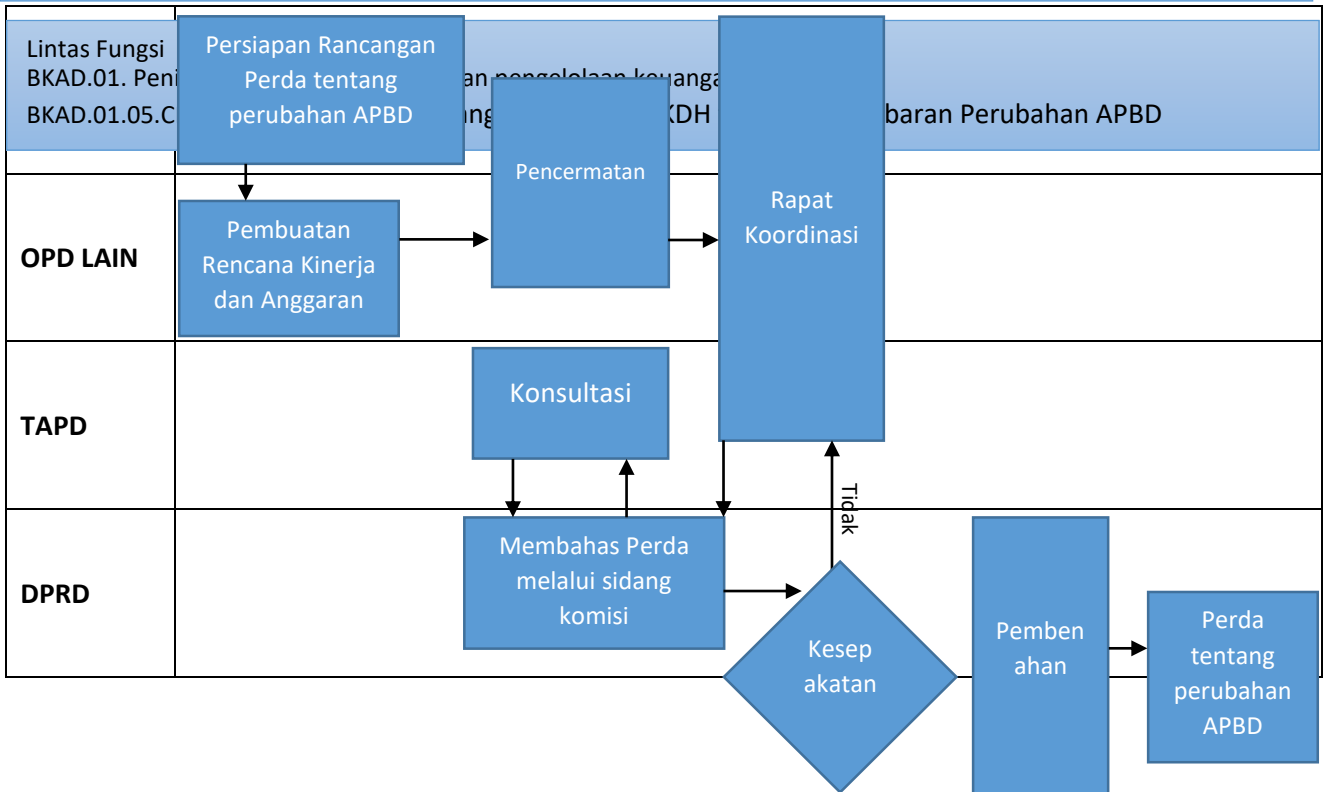 Lintas Fungsi
BKAD.01. Peni an pengelolaan keuanga
BKAD.01.05.C ng KDH baran Perubahan APBD
Persiapan Rancangan
Perda tentang
perubahan APBD
Pencermatan
Rapat
Koordinasi
OPD LAIN
Pembuatan
Rencana Kinerja
dan Anggaran
TAPD
Konsultasi
Tidak
DPRD
Membahas Perda
melalui sidang
komisi
Kesep
akatan
Pemben
ahan
Perda
tentang
perubahan
APBD